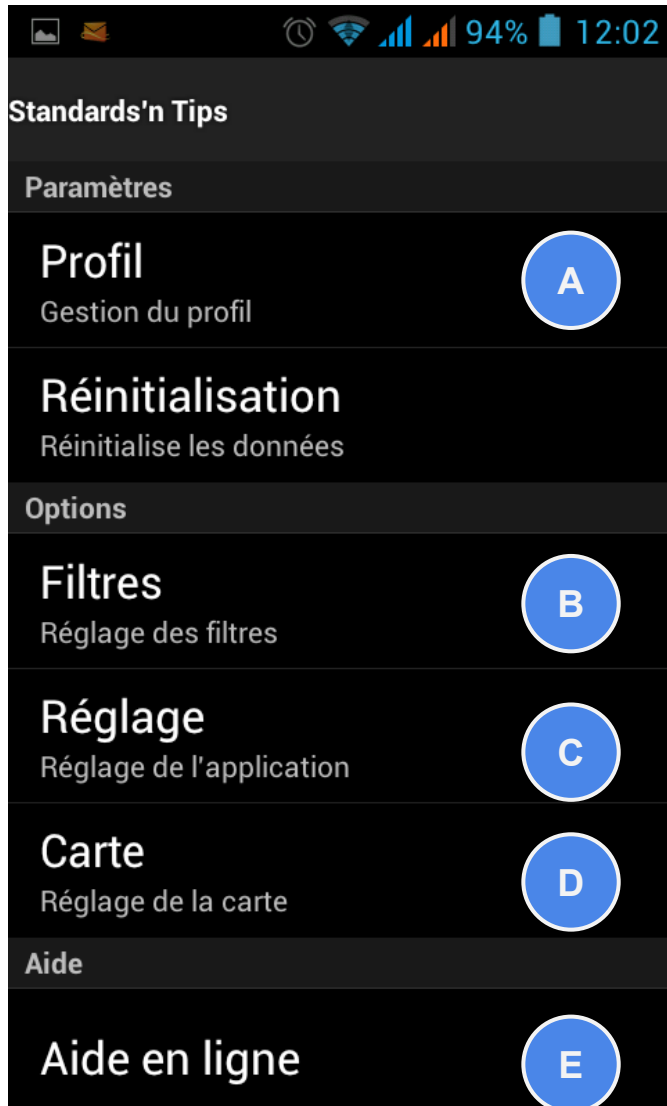 94% 12:02
Standards'n Tips
Paramètres
Profil
Gestion du profil
A
Réinitialisation
Réinitialise les données
Options
Filtres
Réglage des filtres
B
Réglage
Réglage de l'application
C
Carte
Réglage de la carte
D
Aide
Aide en ligne
E